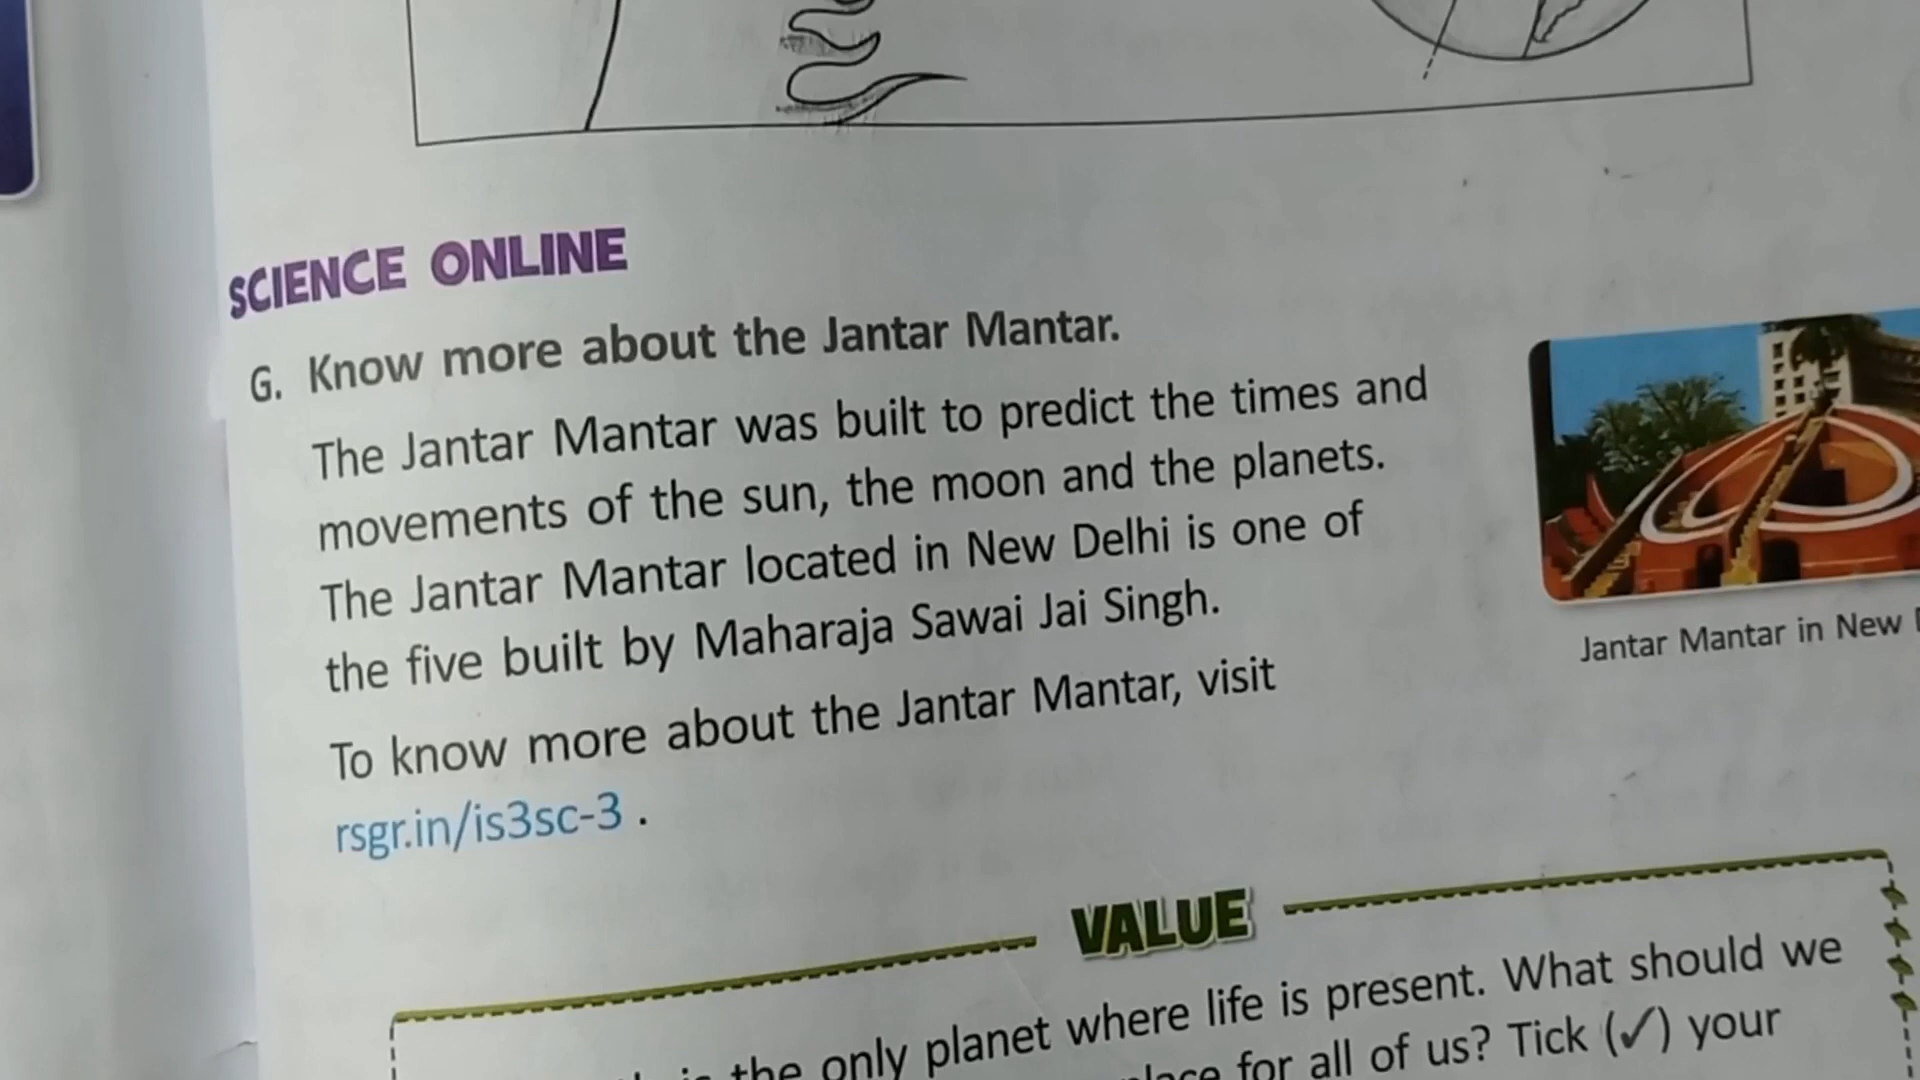 SCIENCE ONLINE
G. Know more about the Jantar Mantar.
The Jantar Mantar was built to predict the times and
movements of the sun, the moon and the planets.
The Jantar Mantar located in New Delhi is one of
the five built by Maharaja Sawai Jai Singh.
To know more about the Jantar Mantar, visit
rsgr.in/is3sc-3 .
Jantar Mantar in New
VALUE
is the only planet where life is present. What should we
place for all of us? Tick (✓) your